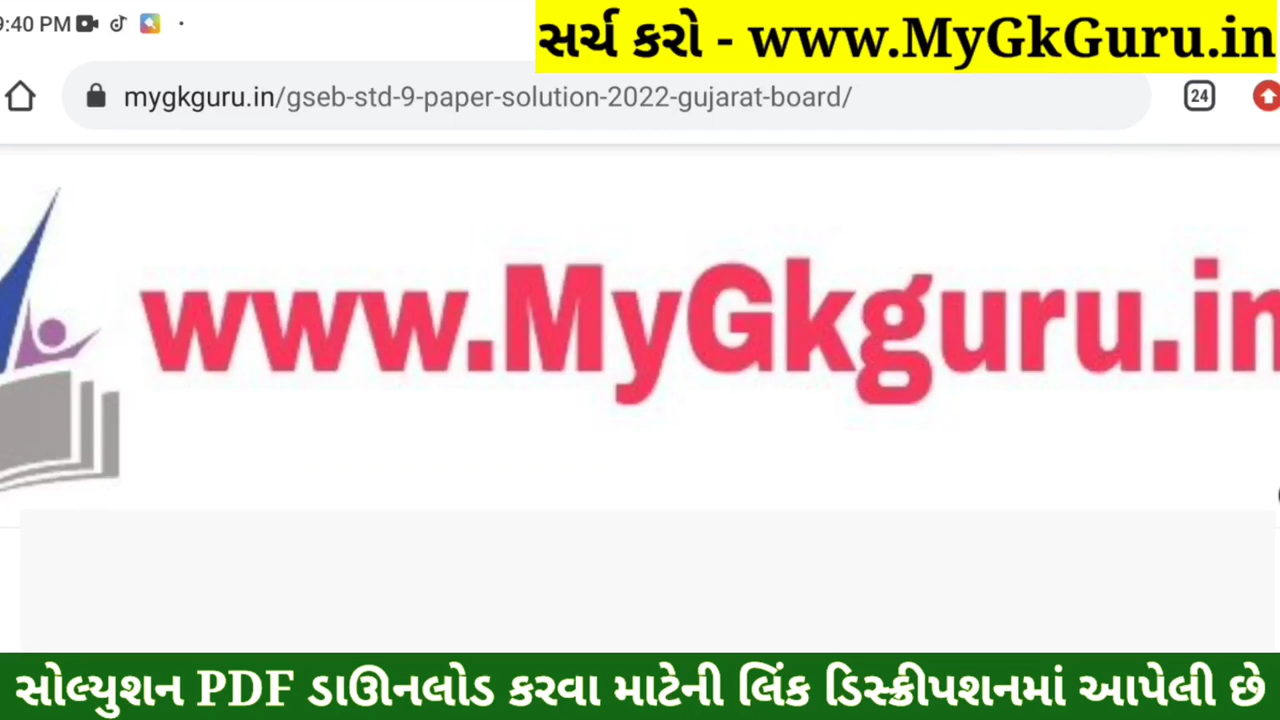 9:40 PM
સર્ચ કરો - www.MyGkGuru.in
mygkguru.in/gseb-std-9-paper-solution-2022-gujarat-board/
24
www.MyGkguru.in
સોલ્યુશન PDF ડાઊનલોડ કરવા માટેની લિંક ડિસ્ક્રીપશનમાં આપેલી છે